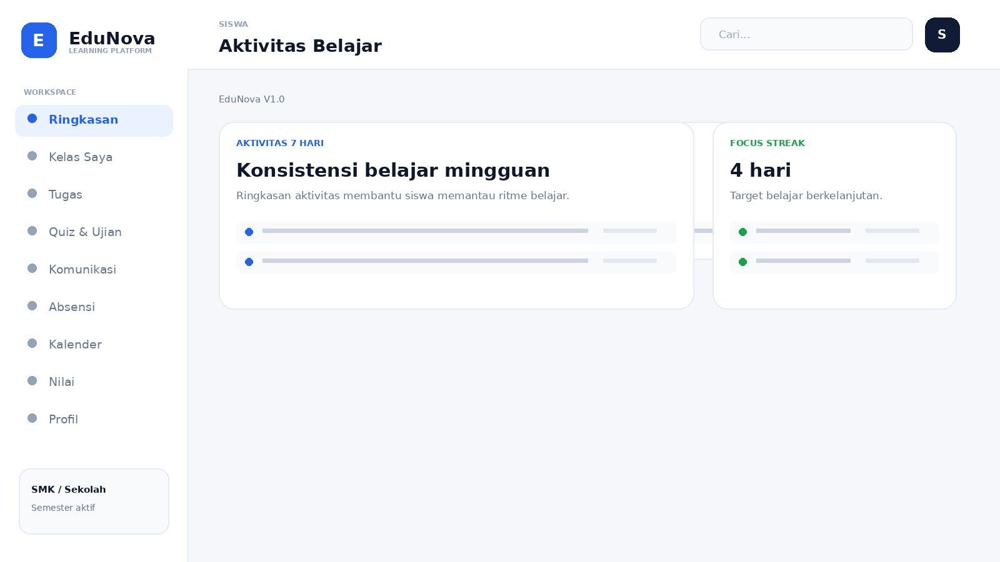 E
EduNova
LEARNING PLATFORM
WORKSPACE
Ringkasan
Kelas Saya
Tugas
Quiz & Ujian
Komunikasi
Absensi
Kalender
Nilai
Profil
SMK / Sekolah
Semester aktif
SISWA
Aktivitas Belajar
Cari...
S
EduNova V1.0
AKTIVITAS 7 HARI
Konsistensi belajar mingguan
Ringkasan aktivitas membantu siswa memantau ritme belajar.
FOCUS STREAK
4 hari
Target belajar berkelanjutan.